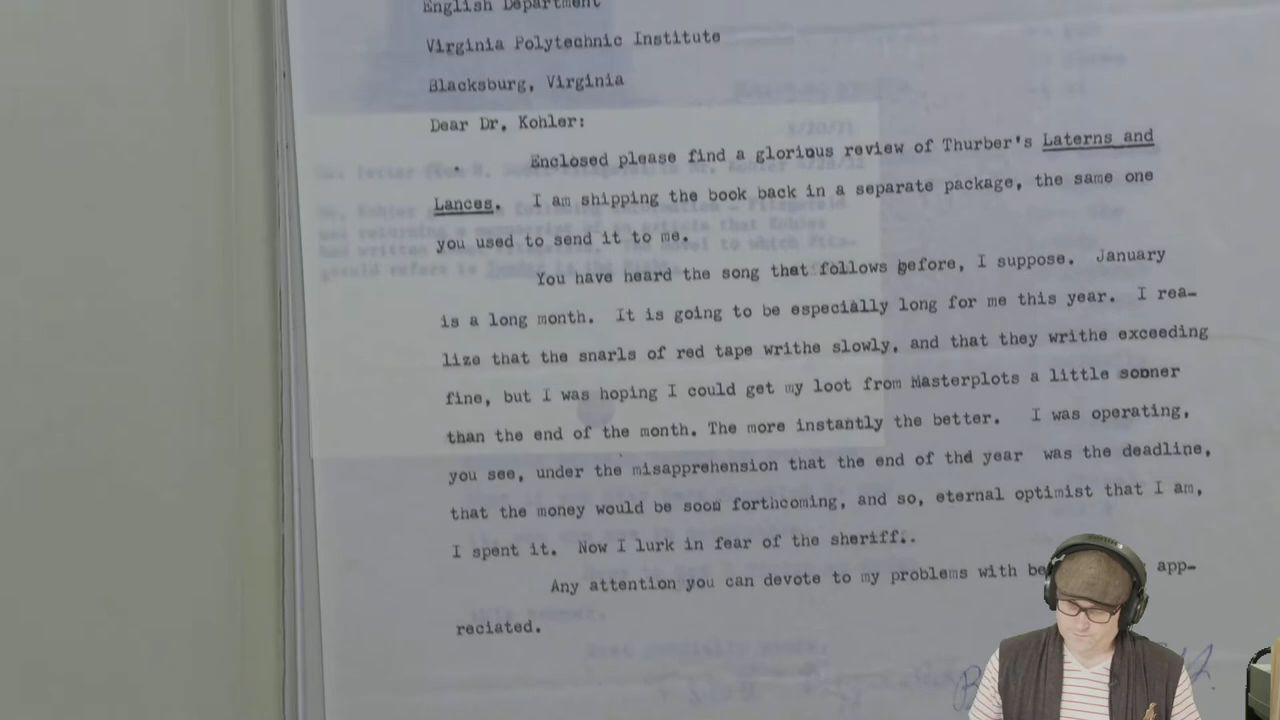 English Department
Virginia Polytechnic Institute
Blacksburg, Virginia
Dear Dr. Kohler:
Enclosed please find a glorious review of Thurber's Laterns and
Lances. I am shipping the book back in a separate package, the same one
you used to send it to me.
You have heard the song that follows before, I suppose. January
is a long month. It is going to be especially long for me this year. I rea-
lize that the snarls of red tape writhe slowly, and that they writhe exceeding
fine, but I was hoping I could get my loot from Masterplots a little sooner
than the end of the month. The more instantly the better. I was operating,
you see, under the misapprehension that the end of the year was the deadline,
that the money would be soon forthcoming, and so, eternal optimist that I am,
I spent it. Now I lurk in fear of the sheriff..
Any attention you can devote to my problems with be app-
reciated.